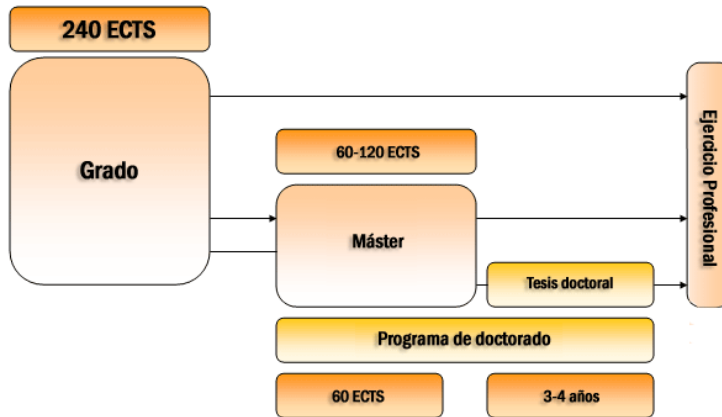 240 ECTS
Grado
60-120 ECTS
Máster
Tesis doctoral
Programa de doctorado
60 ECTS
3-4 años
Ejercicio Profesional